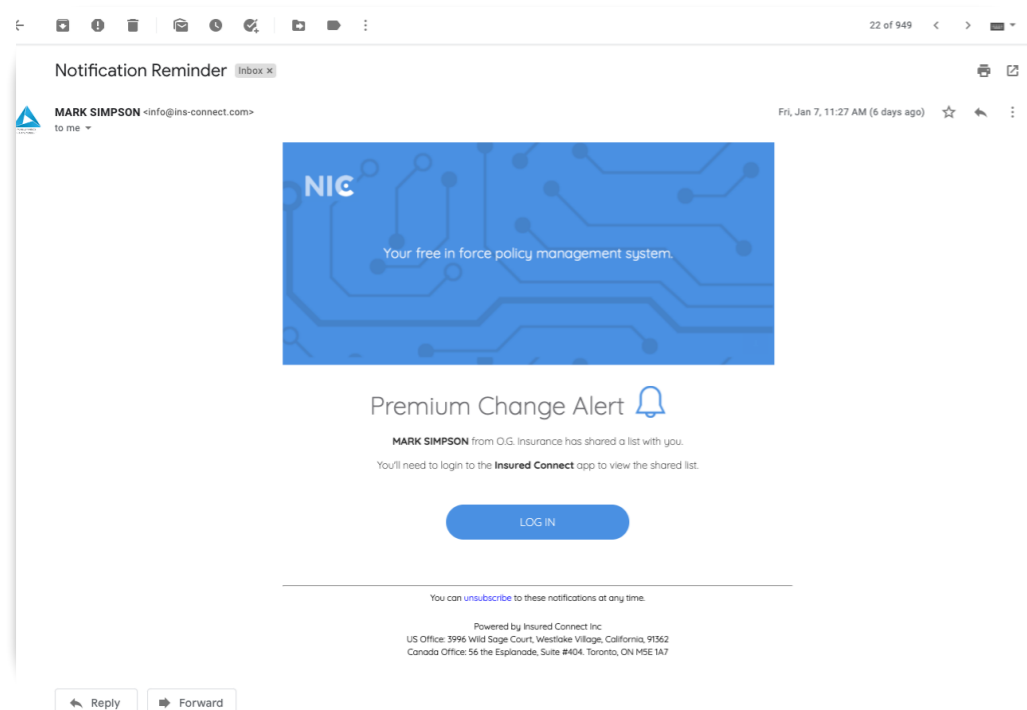 22 of 949
Notification Reminder Inbox ×
MARK SIMPSON <info@ins-connect.com>
Fri, Jan 7, 11:27 AM (6 days ago)
to me
NIC
Your free in force policy management system.
Premium Change Alert
MARK SIMPSON from O.G. Insurance has shared a list with you.
You'll need to login to the Insured Connect app to view the shared list.
LOG IN
You can unsubscribe to these notifications at any time.
Powered by Insured Connect Inc
US Office: 3996 Wild Sage Court, Westlake Village, California, 91362
Canada Office: 56 the Esplanade, Suite #404. Toronto, ON M5E 1A7
Reply
Forward